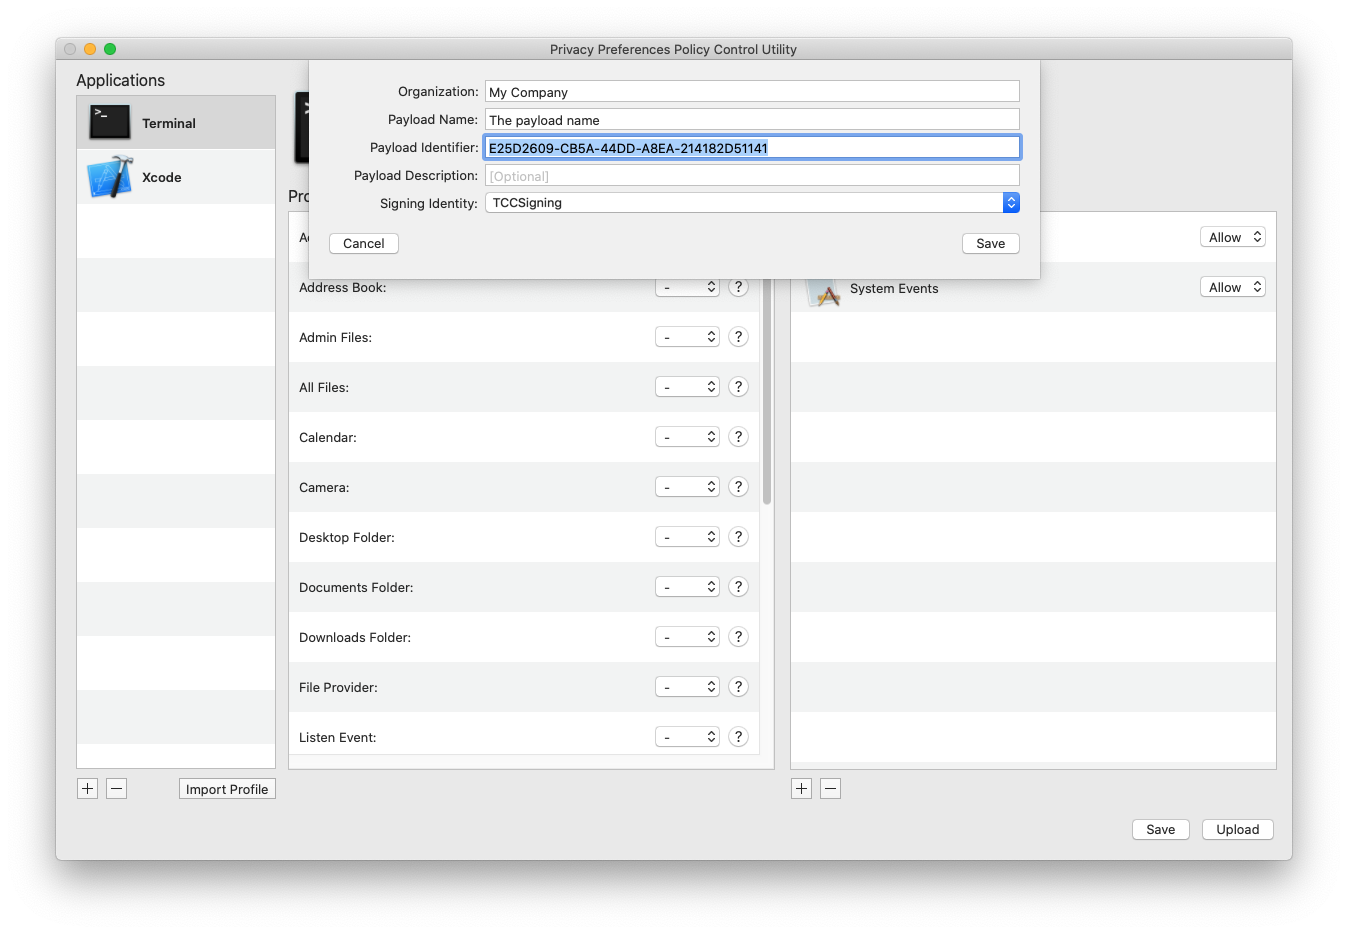 Privacy Preferences Policy Control Utility
Applications
Terminal
Xcode
Organization: My Company
Payload Name: The payload name
Payload Identifier: E25D2609-CB5A-44DD-A8EA-214182D51141
Payload Description: [Optional]
Signing Identity: TCCSigning
Cancel Save
Allow
Address Book: - ?
System Events Allow
Admin Files: - ?
All Files: - ?
Calendar: - ?
Camera: - ?
Desktop Folder: - ?
Documents Folder: - ?
Downloads Folder: - ?
File Provider: - ?
Listen Event: - ?
+ − Import Profile
+ −
Save Upload